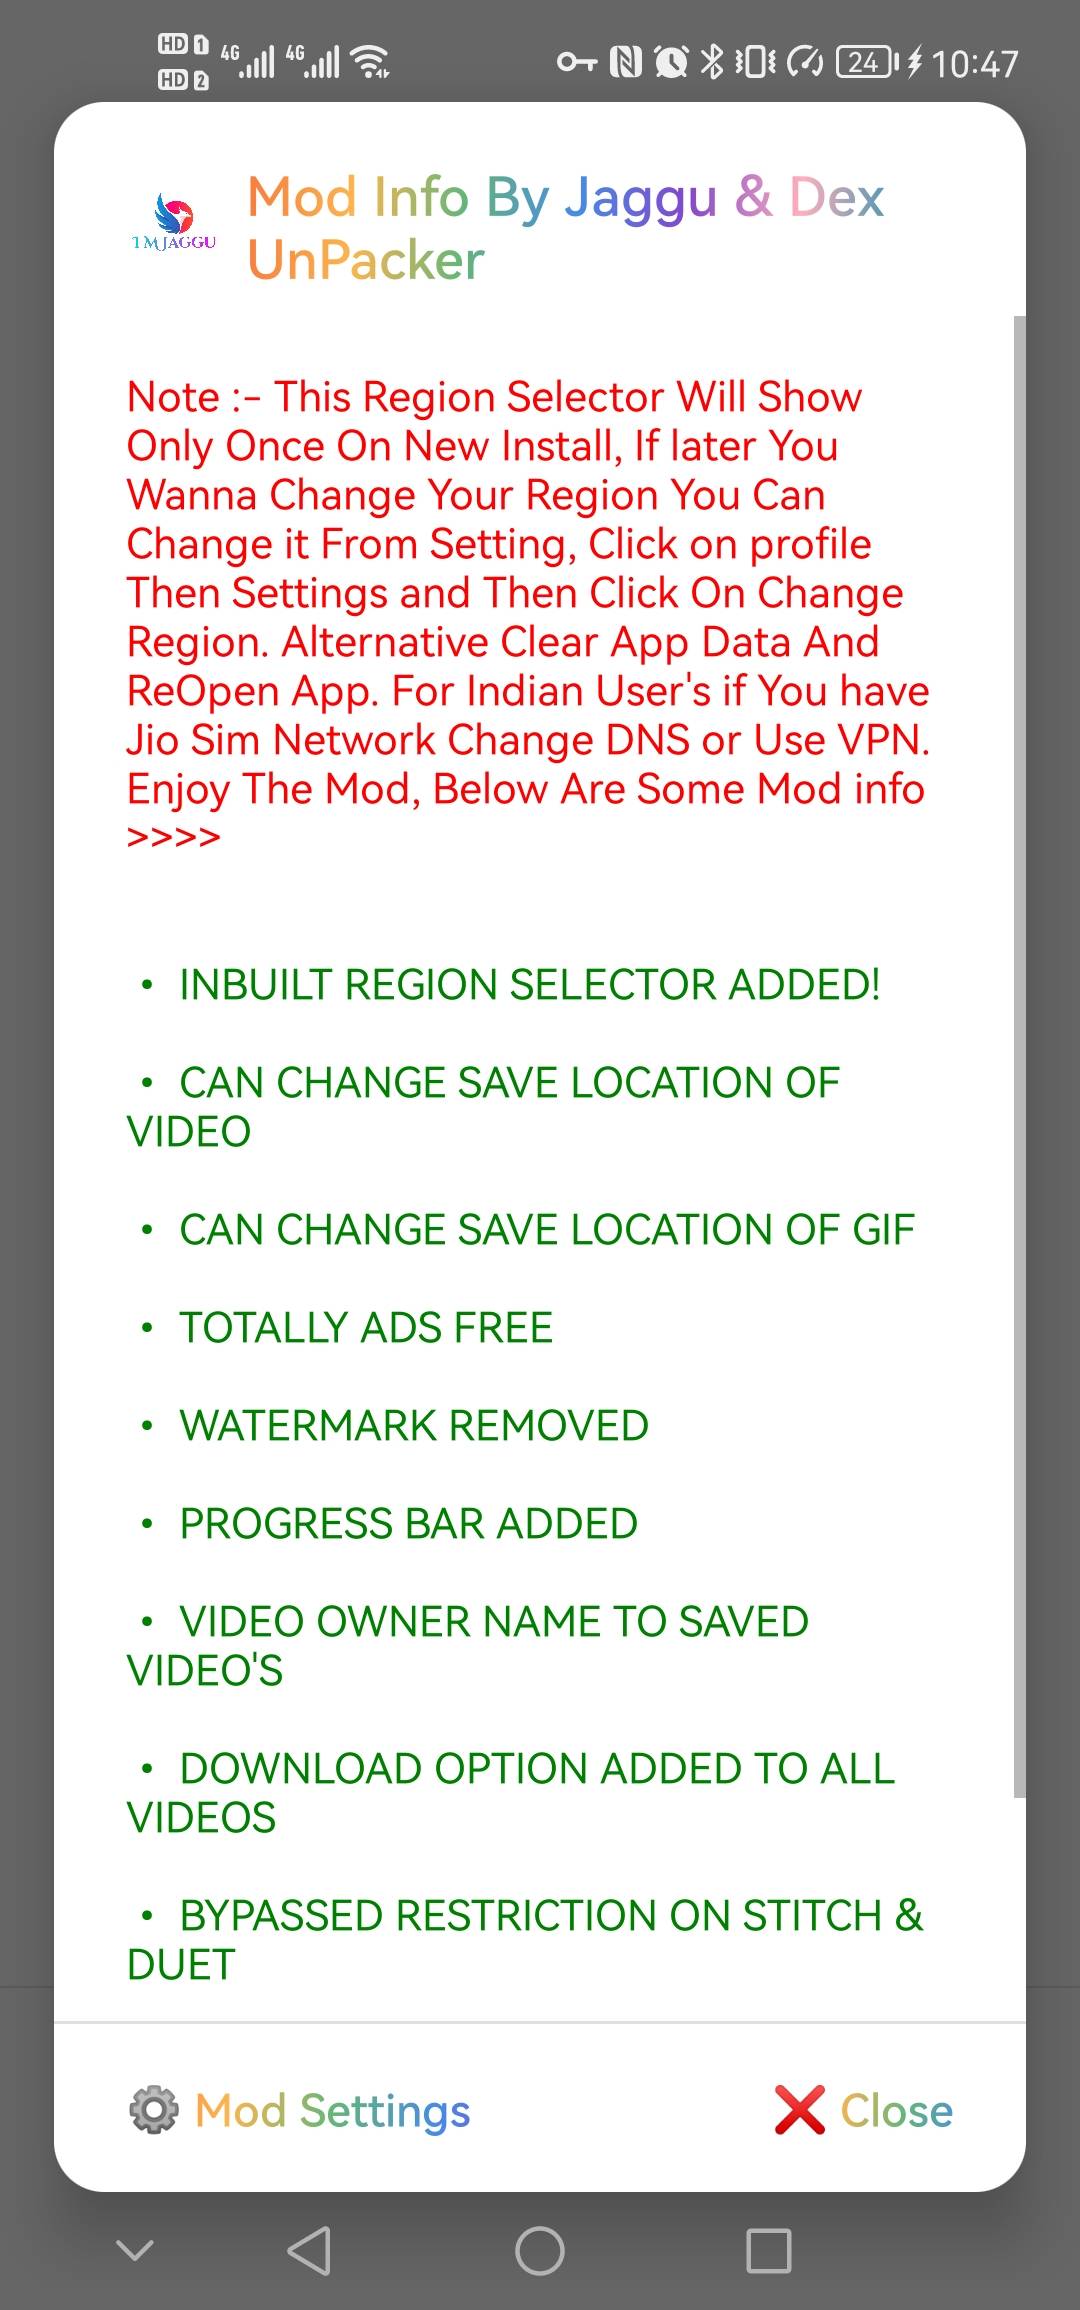 HD 1 4G 4G 24 10:47
HD 2
Mod Info By Jaggu & Dex
UnPacker
1MJAGGU
Note :- This Region Selector Will Show
Only Once On New Install, If later You
Wanna Change Your Region You Can
Change it From Setting, Click on profile
Then Settings and Then Click On Change
Region. Alternative Clear App Data And
ReOpen App. For Indian User's if You have
Jio Sim Network Change DNS or Use VPN.
Enjoy The Mod, Below Are Some Mod info
>>>>
• INBUILT REGION SELECTOR ADDED!
• CAN CHANGE SAVE LOCATION OF
VIDEO
• CAN CHANGE SAVE LOCATION OF GIF
• TOTALLY ADS FREE
• WATERMARK REMOVED
• PROGRESS BAR ADDED
• VIDEO OWNER NAME TO SAVED
VIDEO'S
• DOWNLOAD OPTION ADDED TO ALL
VIDEOS
• BYPASSED RESTRICTION ON STITCH &
DUET
Mod Settings
Close